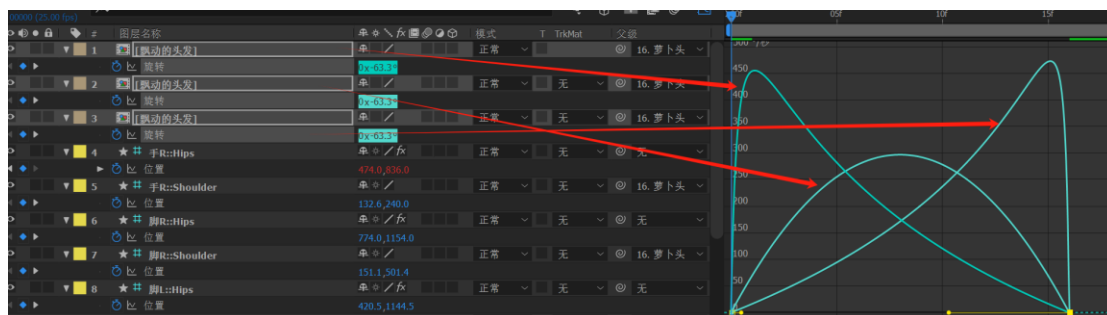 00000 (25.00 fps)
# 图层名称 fx 模式 T TrkMat 父级
05f 10f 15f
1 [飘动的头发] 正常 16. 萝卜头
旋转 0x-63.3°
2 [飘动的头发] 正常 无 16. 萝卜头
旋转 0x-63.3°
3 [飘动的头发] 正常 无 16. 萝卜头
旋转 0x-63.3°
4 手R::Hips fx 正常 无 无
位置 474.0,836.0
5 手R::Shoulder 正常 无 16. 萝卜头
位置 132.6,240.0
6 脚R::Hips fx 正常 无 无
位置 774.0,1154.0
7 脚R::Shoulder 正常 无 16. 萝卜头
位置 151.1,501.4
8 脚L::Hips fx 正常 无 无
位置 420.5,1144.5
500 °/秒
450
400
350
300
250
200
150
100
50
0